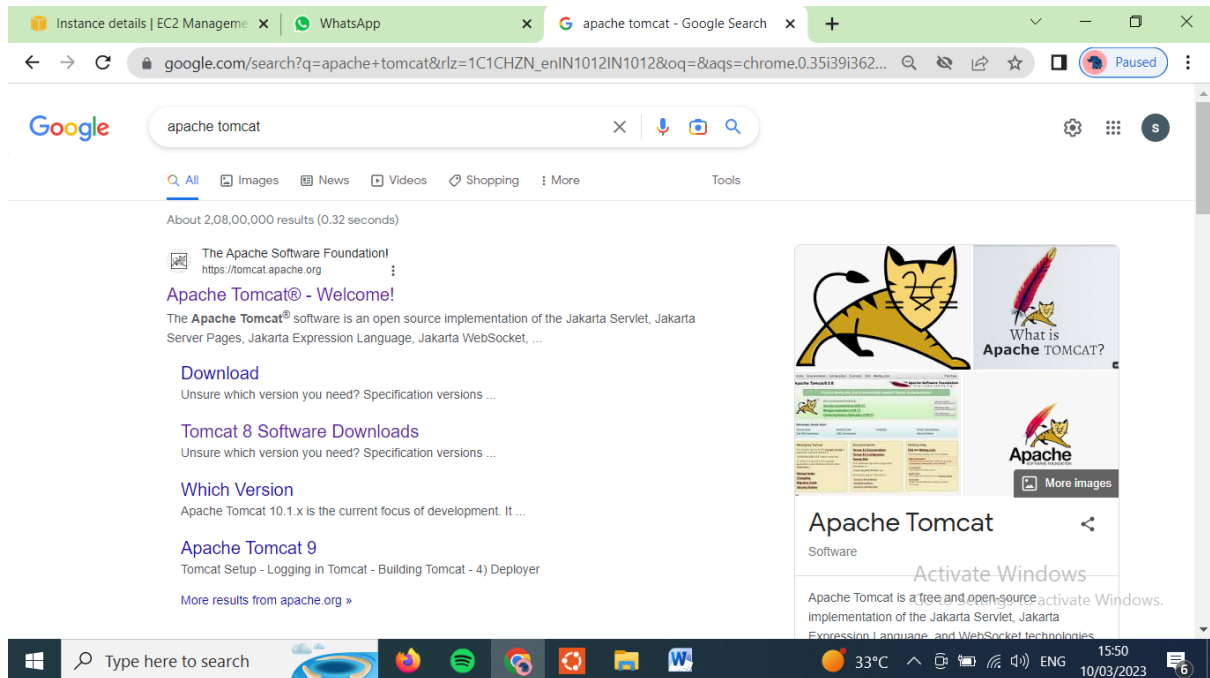 Instance details | EC2 Manageme
WhatsApp
apache tomcat - Google Search
google.com/search?q=apache+tomcat&rlz=1C1CHZN_enIN1012IN1012&oq=&aqs=chrome.0.35i39i362...
Paused
Google
apache tomcat
S
All
Images
News
Videos
Shopping
More
Tools
About 2,08,00,000 results (0.32 seconds)
The Apache Software Foundation!
https://tomcat.apache.org
Apache Tomcat® - Welcome!
The Apache Tomcat® software is an open source implementation of the Jakarta Servlet, Jakarta
Server Pages, Jakarta Expression Language, Jakarta WebSocket, ...
Download
Unsure which version you need? Specification versions ...
Tomcat 8 Software Downloads
Unsure which version you need? Specification versions ...
Which Version
Apache Tomcat 10.1.x is the current focus of development. It ...
Apache Tomcat 9
Tomcat Setup - Logging in Tomcat - Building Tomcat - 4) Deployer
More results from apache.org »
What is
Apache TOMCAT?
Apache
SOFTWARE FOUNDATION
More images
Apache Tomcat
Software
Apache Tomcat is a free and open-source
implementation of the Jakarta Servlet, Jakarta
Expression Language, and WebSocket technologies
Activate Windows
Go to Settings to activate Windows.
Type here to search
33°C
ENG
15:50
10/03/2023
6